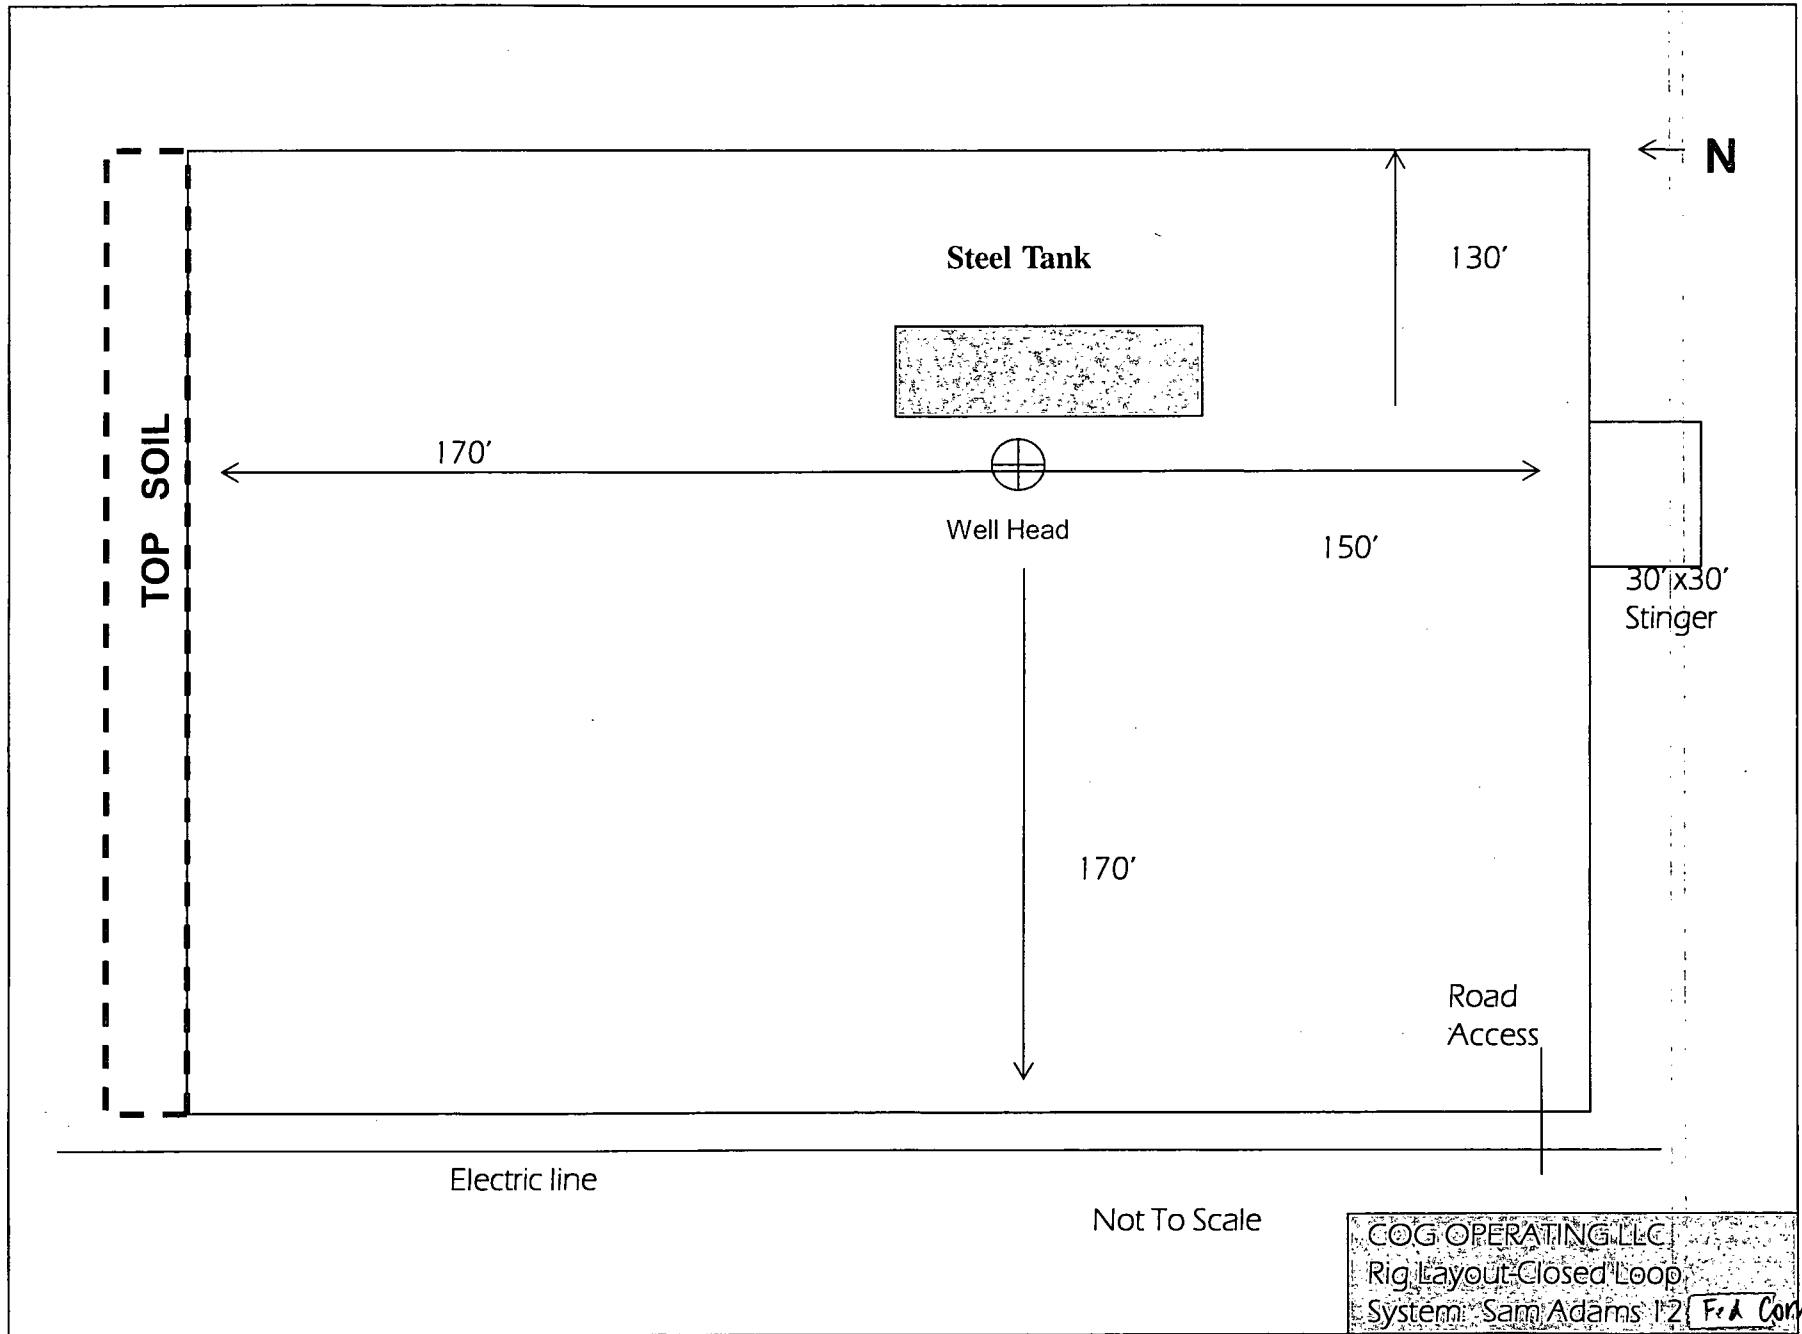 N
Steel Tank
130'
170'
TOP SOIL
Well Head
150'
30'x30'
Stinger
170'
Road
Access
Electric line
Not To Scale
COG OPERATING LLC
Rig Layout-Closed Loop
System: Sam Adams 12 Fed Com